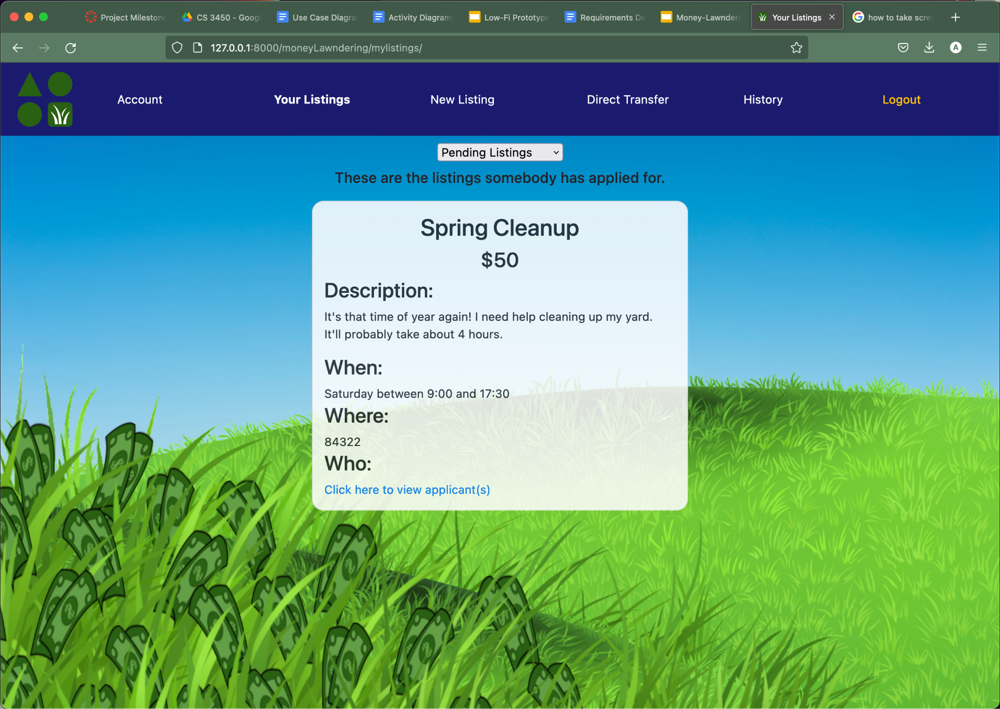 Project Mileston
CS 3450 - Googl
Use Case Diagra
Activity Diagram
Low-Fi Prototype
Requirements De
Money-Lawnderi
Your Listings
how to take scre
127.0.0.1:8000/moneyLawndering/mylistings/
A
Account
Your Listings
New Listing
Direct Transfer
History
Logout
Pending Listings
These are the listings somebody has applied for.
Spring Cleanup
$50
Description:
It's that time of year again! I need help cleaning up my yard.
It'll probably take about 4 hours.
When:
Saturday between 9:00 and 17:30
Where:
84322
Who:
Click here to view applicant(s)